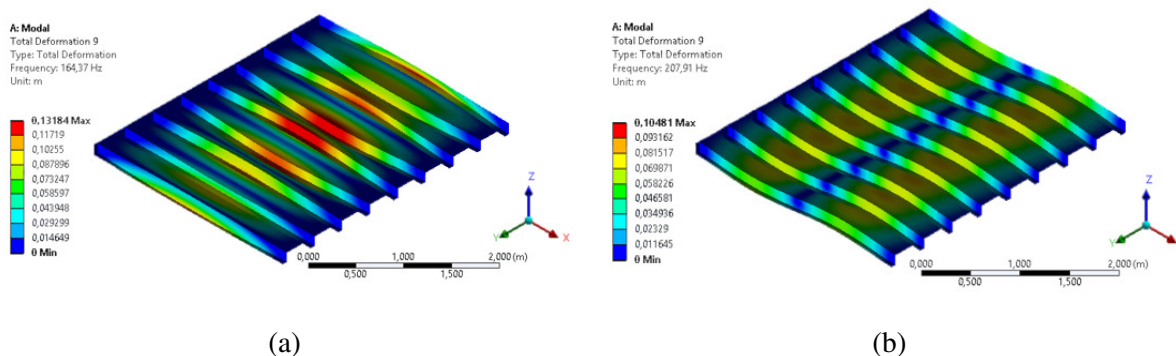 A: Modal
Total Deformation 9
Type: Total Deformation
Frequency: 164,37 Hz
Unit: m
0,13184 Max
0,11719
0,10255
0,087896
0,073247
0,058597
0,043948
0,029299
0,014649
0 Min
Z
Y
X
0,000
1,000
2,000 (m)
0,500
1,500
(a)
A: Modal
Total Deformation 9
Type: Total Deformation
Frequency: 207,91 Hz
Unit: m
0,10481 Max
0,093162
0,081517
0,069871
0,058226
0,046581
0,034936
0,02329
0,011645
0 Min
Z
Y
0,000
1,000
2,000 (m)
0,500
1,500
(b)